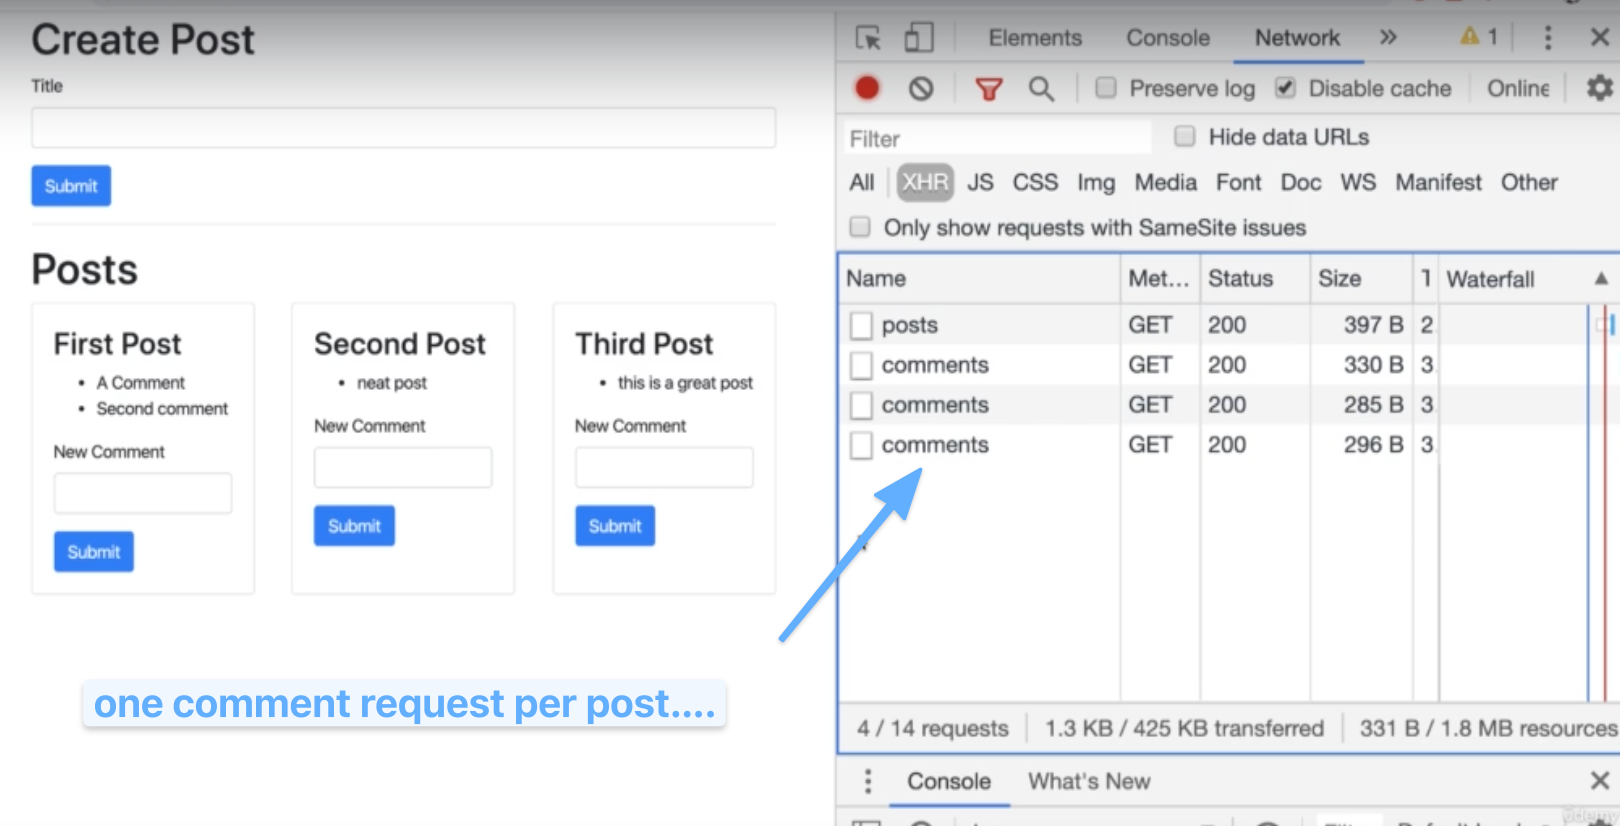 Create Post
Title
Submit
Posts
First Post
A Comment
Second comment
New Comment
Submit
Second Post
neat post
New Comment
Submit
Third Post
this is a great post
New Comment
Submit
one comment request per post....
Elements Console Network » 1
Preserve log Disable cache Online
Filter Hide data URLs
All XHR JS CSS Img Media Font Doc WS Manifest Other
Only show requests with SameSite issues
Name Met... Status Size T Waterfall
posts GET 200 397 B 2
comments GET 200 330 B 3
comments GET 200 285 B 3
comments GET 200 296 B 3
4 / 14 requests 1.3 KB / 425 KB transferred 331 B / 1.8 MB resources
Console What's New
ûdemy